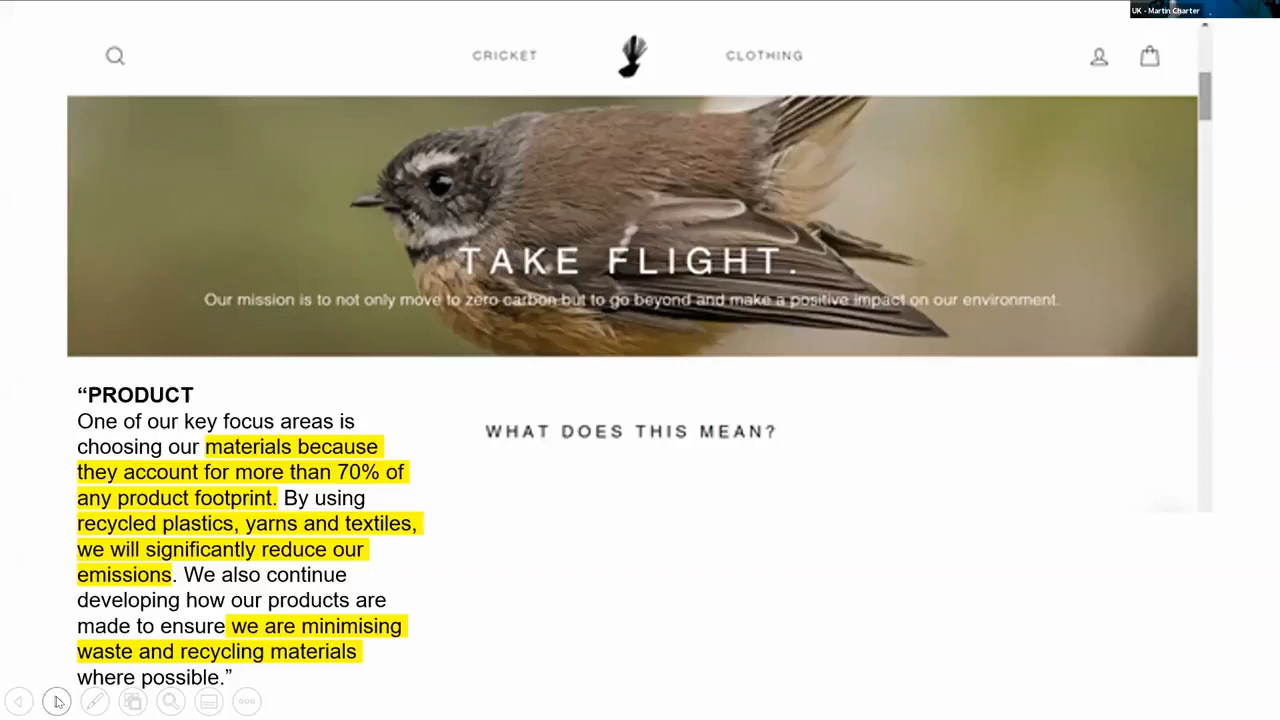 UK - Martin Charter
CRICKET
CLOTHING
TAKE FLIGHT.
Our mission is to not only move to zero carbon but to go beyond and make a positive impact on our environment.
“PRODUCT
One of our key focus areas is
choosing our materials because
they account for more than 70% of
any product footprint. By using
recycled plastics, yarns and textiles,
we will significantly reduce our
emissions. We also continue
developing how our products are
made to ensure we are minimising
waste and recycling materials
where possible.”
WHAT DOES THIS MEAN?